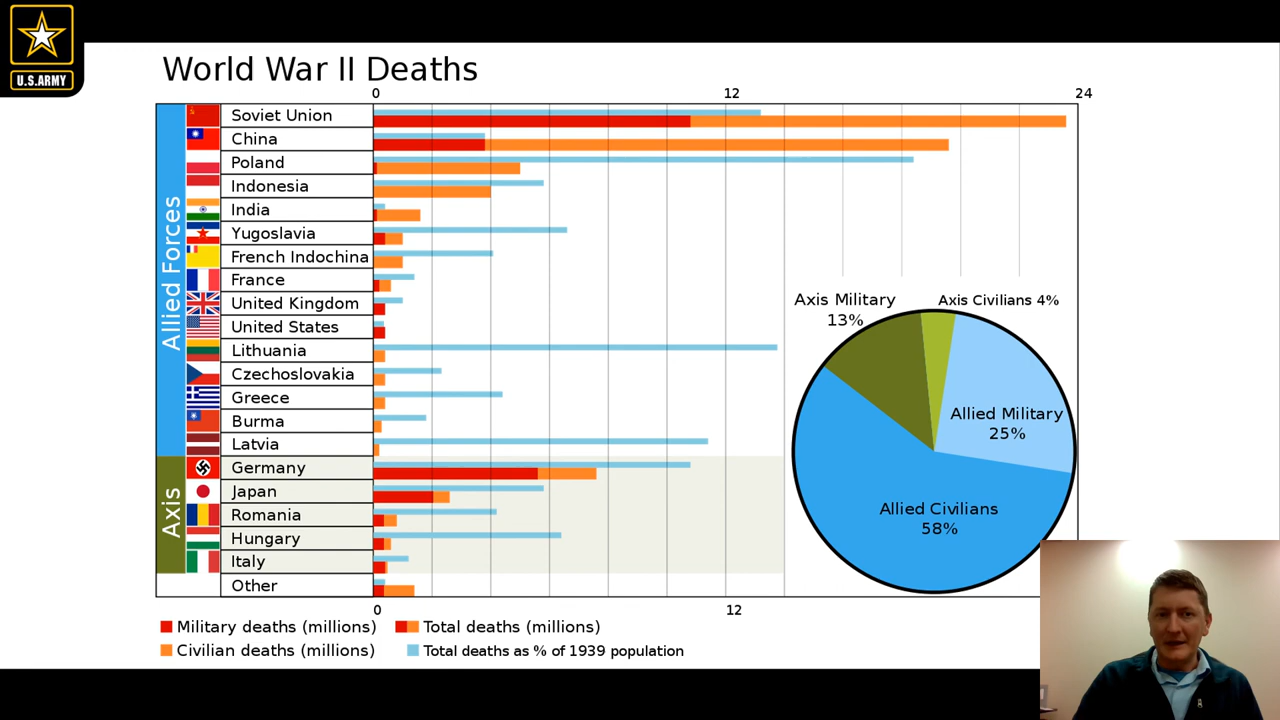 U.S.ARMY
World War II Deaths
0 12 24
Allied Forces
Soviet Union
China
Poland
Indonesia
India
Yugoslavia
French Indochina
France
United Kingdom
United States
Lithuania
Czechoslovakia
Greece
Burma
Latvia
Axis
Germany
Japan
Romania
Hungary
Italy
Other
0 12
Axis Military
13%
Axis Civilians 4%
Allied Military
25%
Allied Civilians
58%
Military deaths (millions) Total deaths (millions)
Civilian deaths (millions) Total deaths as % of 1939 population